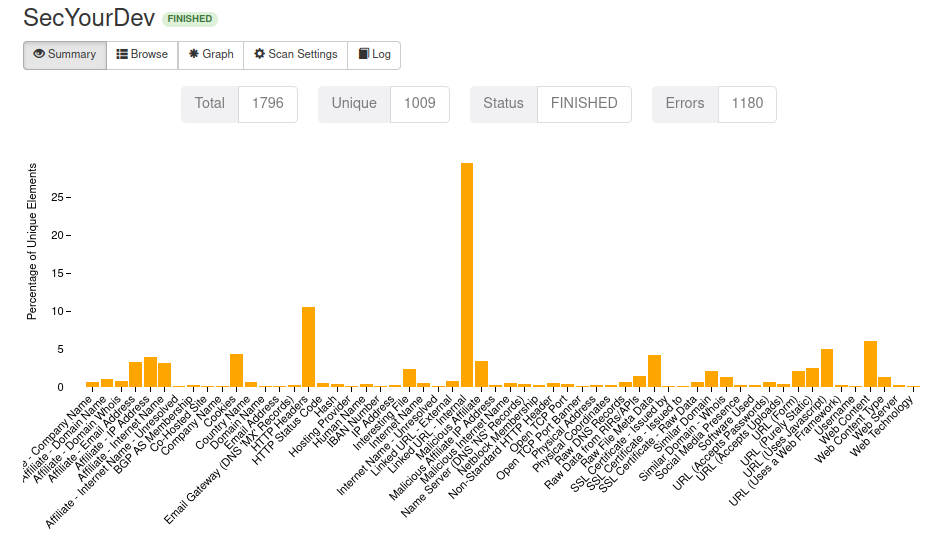 SecYourDev FINISHED
Summary Browse Graph Scan Settings Log
Total 1796 Unique 1009 Status FINISHED Errors 1180
Percentage of Unique Elements
25
20
15
10
5
0
Company Name
Affiliate - Domain Name
Affiliate - Domain Whois
Affiliate - Email Address
Affiliate - IP Address
Affiliate - Internet Name
Affiliate - Internet Name - Unresolved
BGP AS Membership
Co-Hosted Site
Company Name
Cookies
Country Name
Domain Name
Email Address
Email Gateway (DNS 'MX' Records)
HTTP Headers
HTTP Status Code
Hash
Hosting Provider
Human Name
IBAN Number
IP Address
Interesting File
Internet Name
Internet Name - Unresolved
Linked URL - External
Linked URL - Internal
Malicious Affiliate
Malicious Affiliate IP Address
Malicious Internet Name
Name Server (DNS 'NS' Records)
Netblock Membership
Non-Standard HTTP Header
Open TCP Port
Open TCP Port Banner
Physical Address
Physical Coordinates
Raw DNS Records
Raw Data from RIRs/APIs
Raw File Meta Data
SSL Certificate - Issued by
SSL Certificate - Issued to
SSL Certificate - Raw Data
Similar Domain
Similar Domain - Whois
Social Media Presence
Software Used
URL (Accepts Passwords)
URL (Accepts Uploads)
URL (Form)
URL (Purely Static)
URL (Uses Javascript)
URL (Uses a Web Framework)
Username
Web Content
Web Content Type
Web Server
Web Technology